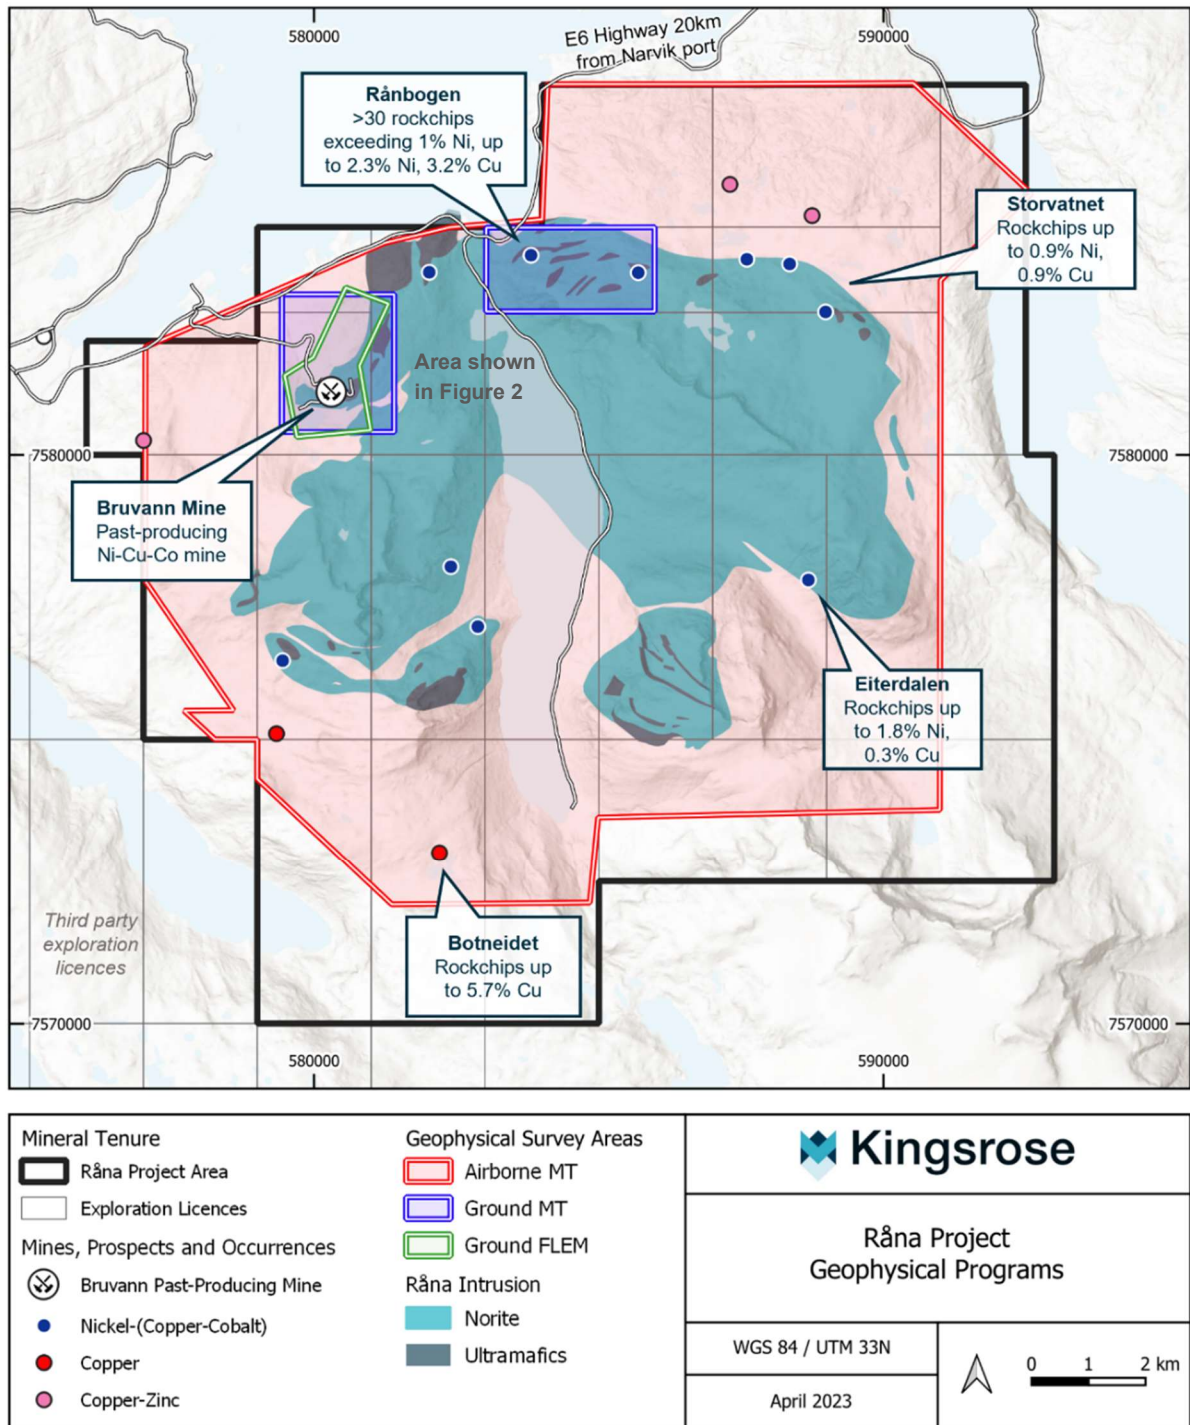 580000
590000
E6 Highway 20km
from Narvik port
Rånbogen
>30 rockchips
exceeding 1% Ni, up
to 2.3% Ni, 3.2% Cu
Storvatnet
Rockchips up
to 0.9% Ni,
0.9% Cu
Area shown
in Figure 2
7580000
7580000
Bruvann Mine
Past-producing
Ni-Cu-Co mine
Eiterdalen
Rockchips up
to 1.8% Ni,
0.3% Cu
Third party
exploration
licences
Botneidet
Rockchips up
to 5.7% Cu
7570000
7570000
580000
590000
Mineral Tenure
Råna Project Area
Exploration Licences
Mines, Prospects and Occurrences
Bruvann Past-Producing Mine
Nickel-(Copper-Cobalt)
Copper
Copper-Zinc
Geophysical Survey Areas
Airborne MT
Ground MT
Ground FLEM
Råna Intrusion
Norite
Ultramafics
Kingsrose
Råna Project
Geophysical Programs
WGS 84 / UTM 33N
April 2023
0 1 2 km